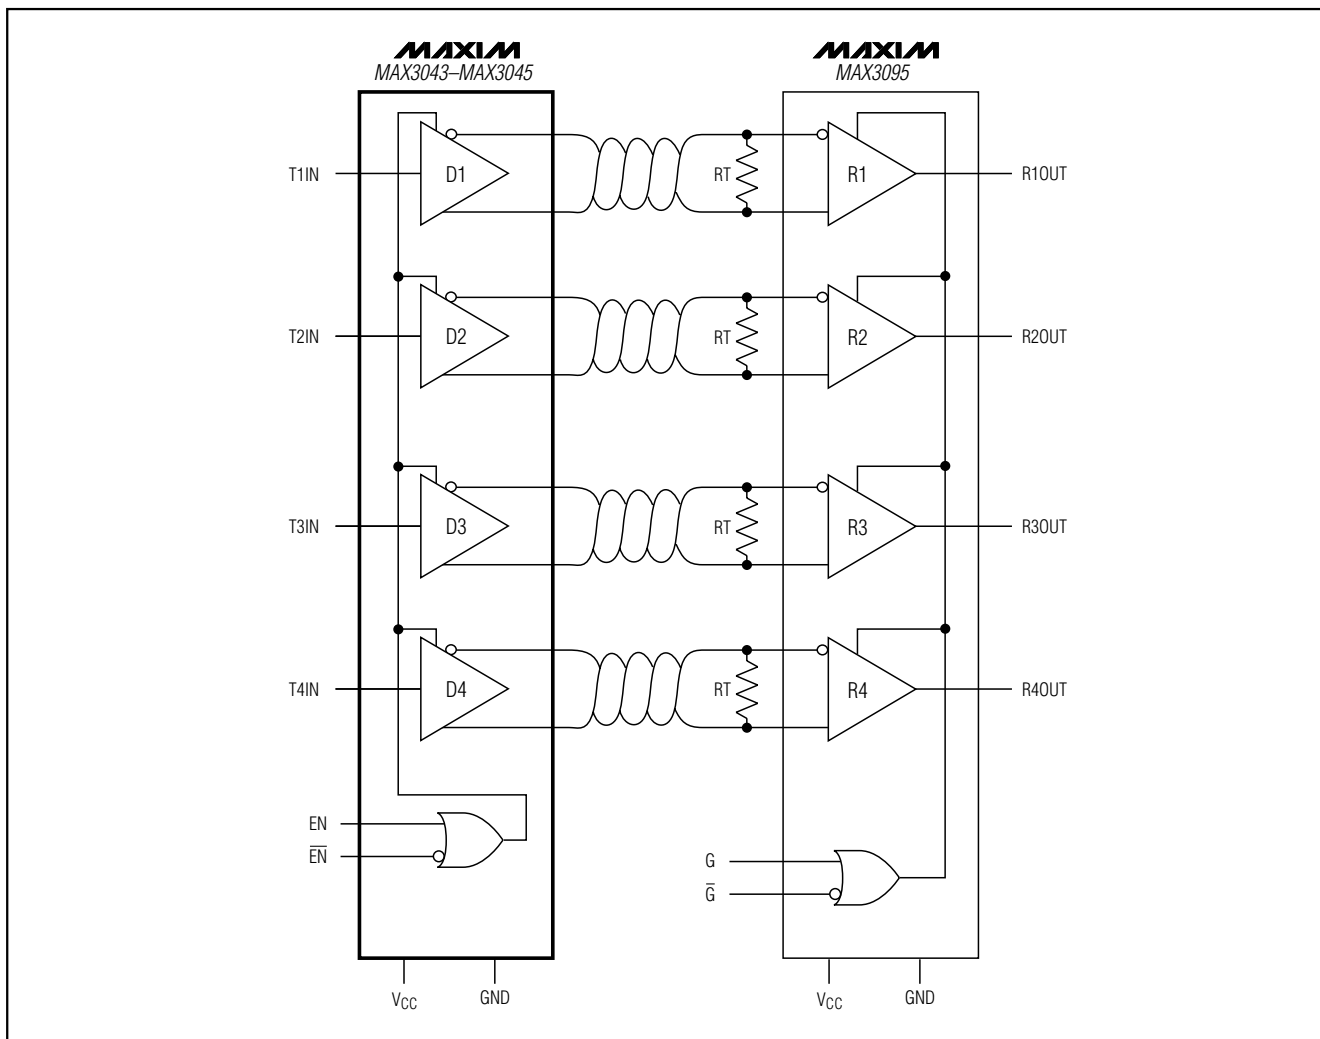 MAXIM MAXIM
MAX3043–MAX3045 MAX3095
T1IN D1 RT R1 R1OUT
T2IN D2 RT R2 R2OUT
T3IN D3 RT R3 R3OUT
T4IN D4 RT R4 R4OUT
EN
E̅N̅ G
G̅
VCC GND VCC GND